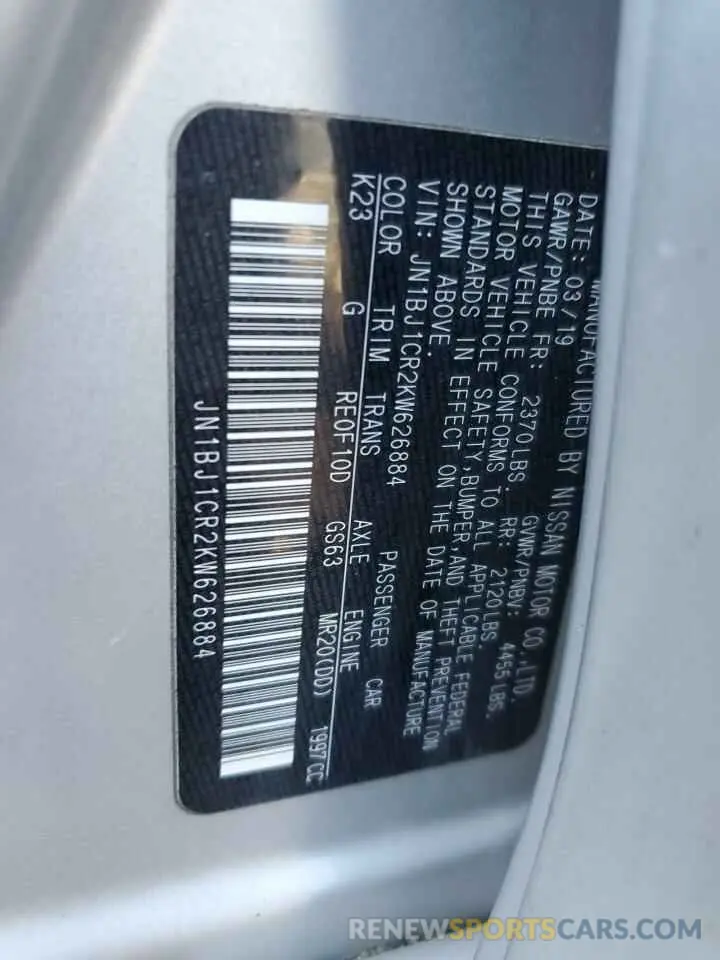 MANUFACTURED BY NISSAN MOTOR CO.,LTD.
DATE: 03/19 GVWR/PNBV: 4455LBS.
GAWR/PNBE FR: 2370LBS. RR: 2120LBS.
THIS VEHICLE CONFORMS TO ALL APPLICABLE FEDERAL
MOTOR VEHICLE SAFETY,BUMPER,AND THEFT PREVENTION
STANDARDS IN EFFECT ON THE DATE OF MANUFACTURE
SHOWN ABOVE.
VIN: JN1BJ1CR2KW626884 PASSENGER CAR
COLOR TRIM TRANS AXLE ENGINE
K23 G RE0F10D GS63 MR20(DD) 1997CC
JN1BJ1CR2KW626884
RENEWSPORTSCARS.COM